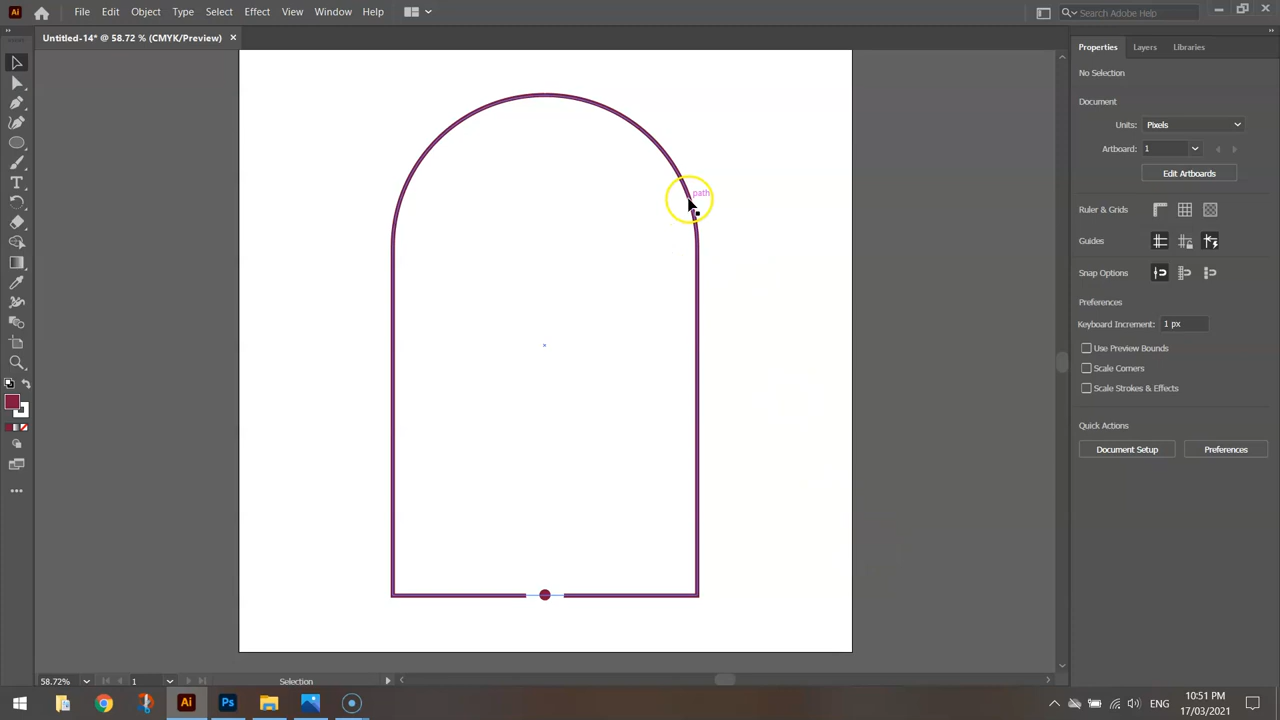 Ai
File Edit Object Type Select Effect View Window Help
Search Adobe Help
Untitled-14* @ 58.72 % (CMYK/Preview) ×
Properties Layers Libraries
No Selection
Document
Units: Pixels
Artboard: 1
Edit Artboards
path
Ruler & Grids
Guides
Snap Options
Preferences
Keyboard Increment: 1 px
Use Preview Bounds
Scale Corners
Scale Strokes & Effects
Quick Actions
Document Setup Preferences
58.72% 1 Selection
Ai Ps ENG 10:51 PM
17/03/2021